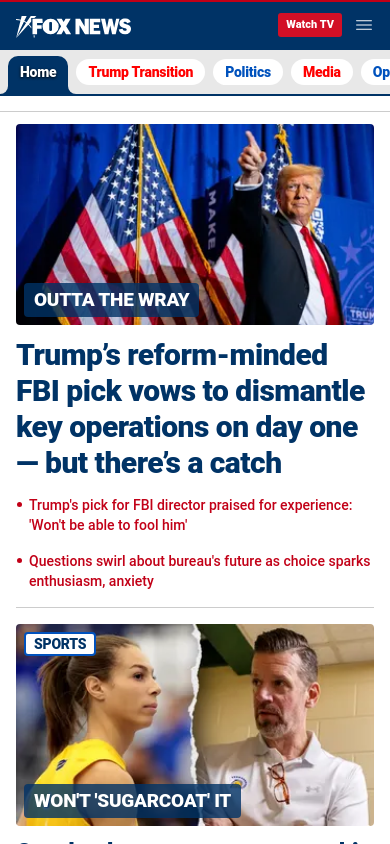 FOX NEWS
Watch TV
Home
Trump Transition
Politics
Media
Op
MAKE
OUTTA THE WRAY
Trump’s reform-minded
FBI pick vows to dismantle
key operations on day one
— but there’s a catch
Trump's pick for FBI director praised for experience:
'Won't be able to fool him'
Questions swirl about bureau's future as choice sparks
enthusiasm, anxiety
SPORTS
WON'T 'SUGARCOAT' IT